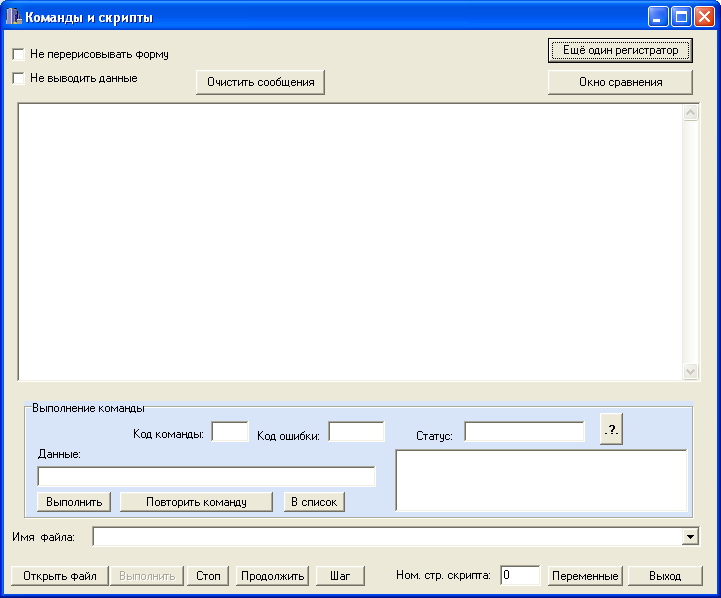 Команды и скрипты
Не перерисовывать форму
Ещё один регистратор
Не выводить данные
Очистить сообщения
Окно сравнения
Выполнение команды
Код команды:
Код ошибки:
Статус:
.?.
Данные:
Выполнить
Повторить команду
В список
Имя файла:
Открыть файл
Выполнить
Стоп
Продолжить
Шаг
Ном. стр. скрипта:
0
Переменные
Выход